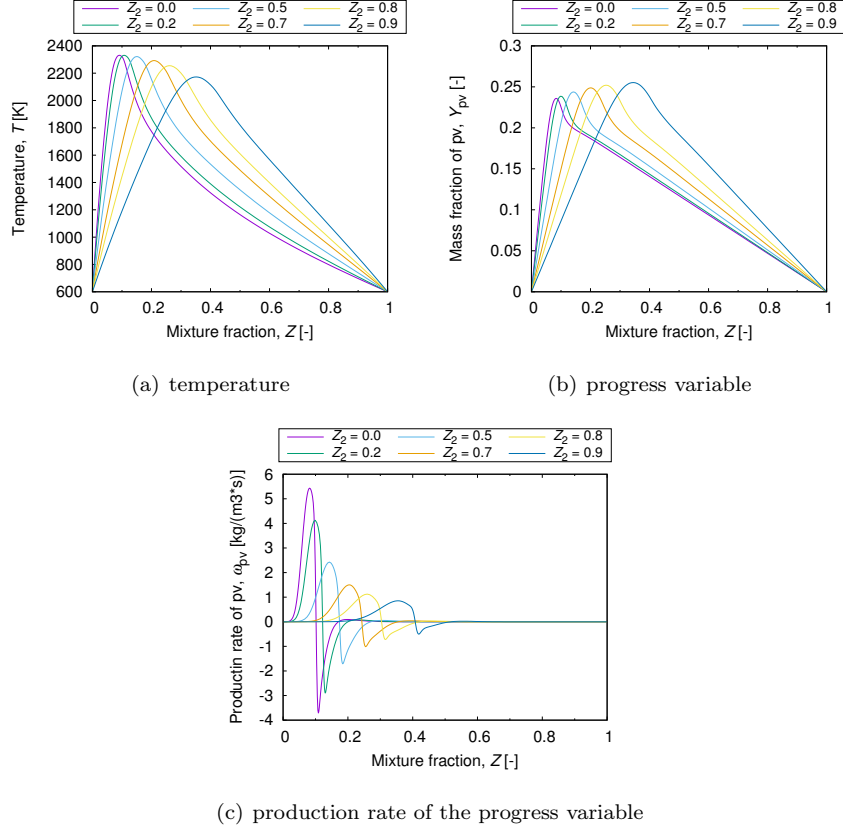 Z2 = 0.0 Z2 = 0.5 Z2 = 0.8
Z2 = 0.2 Z2 = 0.7 Z2 = 0.9
2400
2200
2000
1800
1600
1400
1200
1000
800
600
Temperature, T [K]
0 0.2 0.4 0.6 0.8 1
Mixture fraction, Z [-]
(a) temperature
Z2 = 0.0 Z2 = 0.5 Z2 = 0.8
Z2 = 0.2 Z2 = 0.7 Z2 = 0.9
0.3
0.25
0.2
0.15
0.1
0.05
0
Mass fraction of pv, Ypv [-]
0 0.2 0.4 0.6 0.8 1
Mixture fraction, Z [-]
(b) progress variable
Z2 = 0.0 Z2 = 0.5 Z2 = 0.8
Z2 = 0.2 Z2 = 0.7 Z2 = 0.9
6
5
4
3
2
1
0
-1
-2
-3
-4
Productin rate of pv, ωpv [kg/(m3*s)]
0 0.2 0.4 0.6 0.8 1
Mixture fraction, Z [-]
(c) production rate of the progress variable